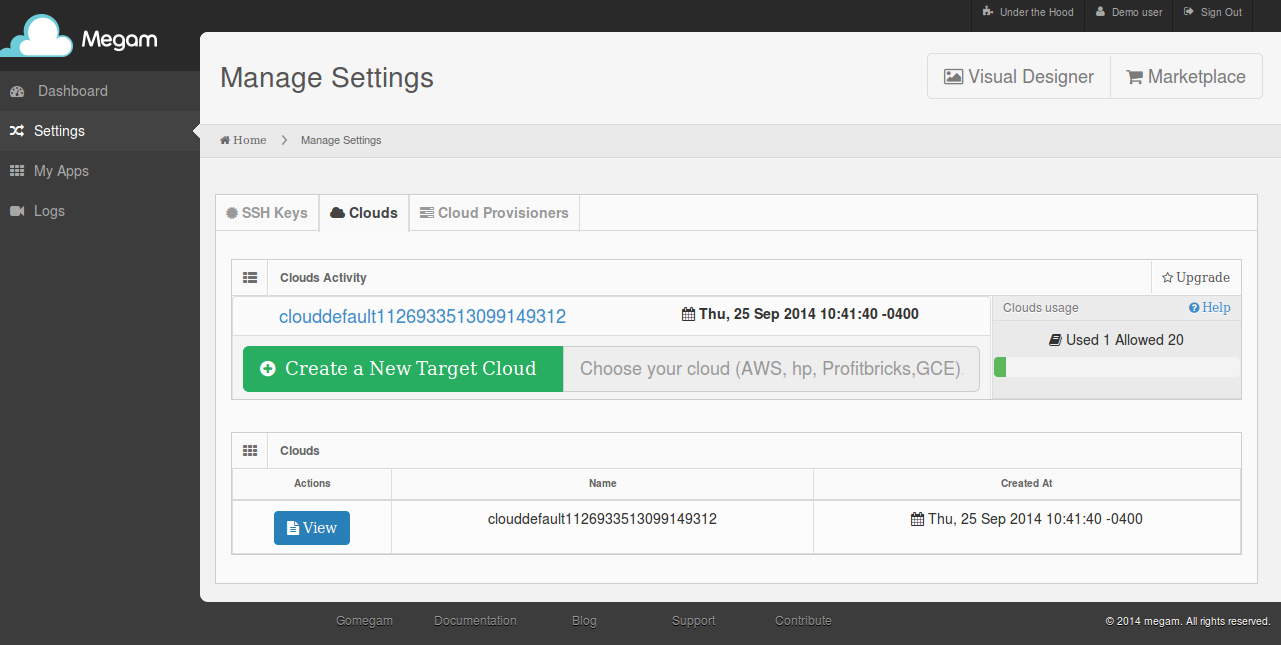 Under the Hood Demo user Sign Out
Megam
Dashboard
Settings
My Apps
Logs
Manage Settings
Visual Designer Marketplace
Home Manage Settings
SSH Keys Clouds Cloud Provisioners
Clouds Activity Upgrade
clouddefault1126933513099149312 Thu, 25 Sep 2014 10:41:40 -0400
Clouds usage Help
Used 1 Allowed 20
Create a New Target Cloud Choose your cloud (AWS, hp, Profitbricks,GCE)
Clouds
Actions Name Created At
View clouddefault1126933513099149312 Thu, 25 Sep 2014 10:41:40 -0400
Gomegam Documentation Blog Support Contribute © 2014 megam. All rights reserved.